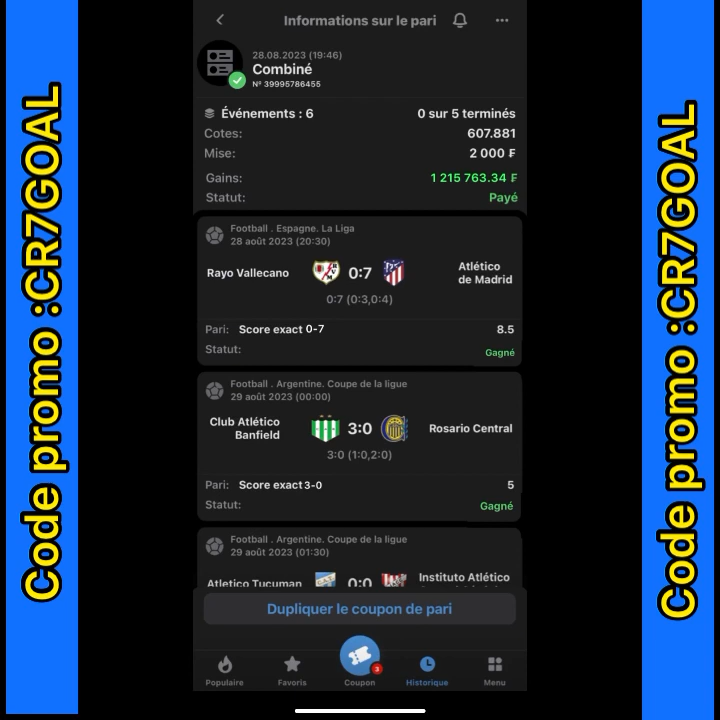 Code promo :CR7GOAL
Informations sur le pari
28.08.2023 (19:46)
Combiné
Nº 39995786455
Événements : 6 0 sur 5 terminés
Cotes: 607.881
Mise: 2 000 ₣
Gains: 1 215 763.34 ₣
Statut: Payé
Football . Espagne. La Liga
28 août 2023 (20:30)
Rayo Vallecano 0:7 Atlético
de Madrid
0:7 (0:3,0:4)
Pari: Score exact 0-7 8.5
Statut: Gagné
Football . Argentine. Coupe de la ligue
29 août 2023 (00:00)
Club Atlético
Banfield 3:0 Rosario Central
3:0 (1:0,2:0)
Pari: Score exact 3-0 5
Statut: Gagné
Football . Argentine. Coupe de la ligue
29 août 2023 (01:30)
Atletico Tucuman 0:0 Instituto Atlético
Dupliquer le coupon de pari
3
Populaire Favoris Coupon Historique Menu
Code promo :CR7GOAL